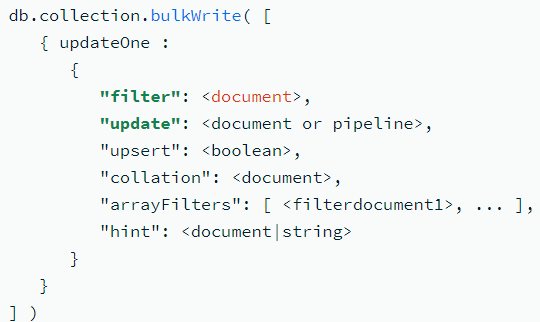 db.collection.bulkWrite( [
   { updateOne :
      {
         "filter": <document>,
         "update": <document or pipeline>,
         "upsert": <boolean>,
         "collation": <document>,
         "arrayFilters": [ <filterdocument1>, ... ],
         "hint": <document|string>
      }
   }
] )